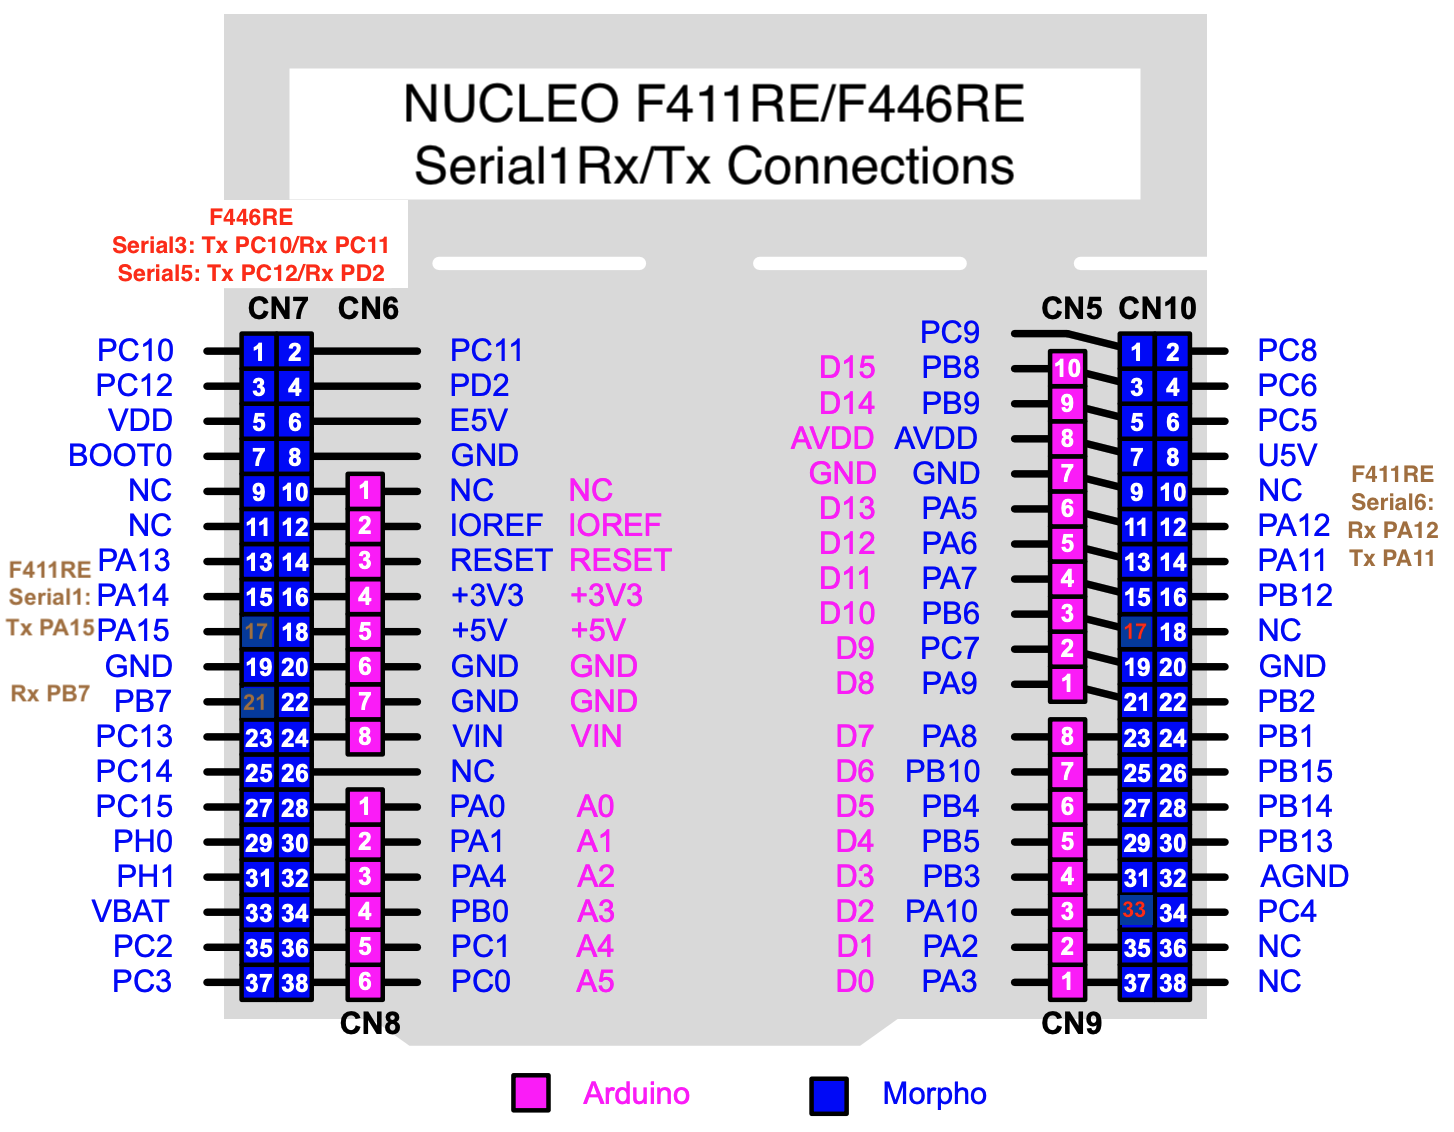 NUCLEO F411RE/F446RE
Serial1Rx/Tx Connections
F446RE
Serial3: Tx PC10/Rx PC11
Serial5: Tx PC12/Rx PD2
CN7 CN6 CN5 CN10
PC9
PC10 1 2 PC11 1 2 PC8
D15 PB8 10
PC12 3 4 PD2 3 4 PC6
D14 PB9 9
VDD 5 6 E5V 5 6 PC5
AVDD AVDD 8
BOOT0 7 8 GND 7 8 U5V
GND GND 7
NC 9 10 1 NC NC 9 10 NC
D13 PA5 6
NC 11 12 2 IOREF IOREF 11 12 PA12
D12 PA6 5
PA13 13 14 3 RESET RESET 13 14 PA11
D11 PA7 4
PA14 15 16 4 +3V3 +3V3 15 16 PB12
D10 PB6 3
PA15 17 18 5 +5V +5V 17 18 NC
D9 PC7 2
GND 19 20 6 GND GND 19 20 GND
D8 PA9 1
PB7 21 22 7 GND GND 21 22 PB2
PC13 23 24 8 VIN VIN D7 PA8 8 23 24 PB1
PC14 25 26 NC D6 PB10 7 25 26 PB15
PC15 27 28 1 PA0 A0 D5 PB4 6 27 28 PB14
PH0 29 30 2 PA1 A1 D4 PB5 5 29 30 PB13
PH1 31 32 3 PA4 A2 D3 PB3 4 31 32 AGND
VBAT 33 34 4 PB0 A3 D2 PA10 3 33 34 PC4
PC2 35 36 5 PC1 A4 D1 PA2 2 35 36 NC
PC3 37 38 6 PC0 A5 D0 PA3 1 37 38 NC
CN8 CN9
F411RE
Serial1:
Tx PA15
Rx PB7
F411RE
Serial6:
Rx PA12
Tx PA11
Arduino Morpho